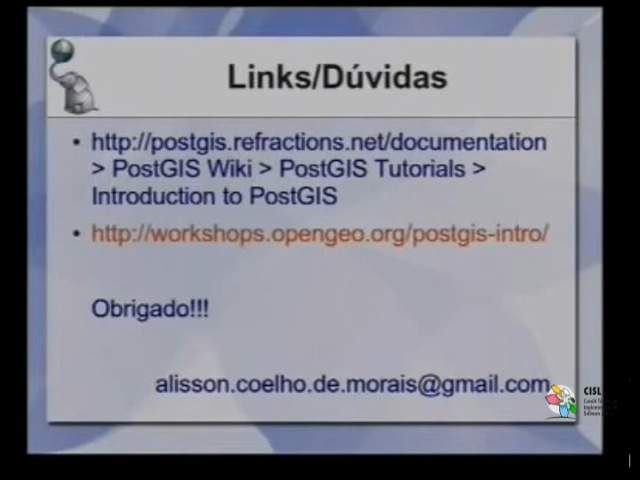 Links/Dúvidas
• http://postgis.refractions.net/documentation
> PostGIS Wiki > PostGIS Tutorials >
Introduction to PostGIS
• http://workshops.opengeo.org/postgis-intro/
Obrigado!!!
alisson.coelho.de.morais@gmail.com
CISL